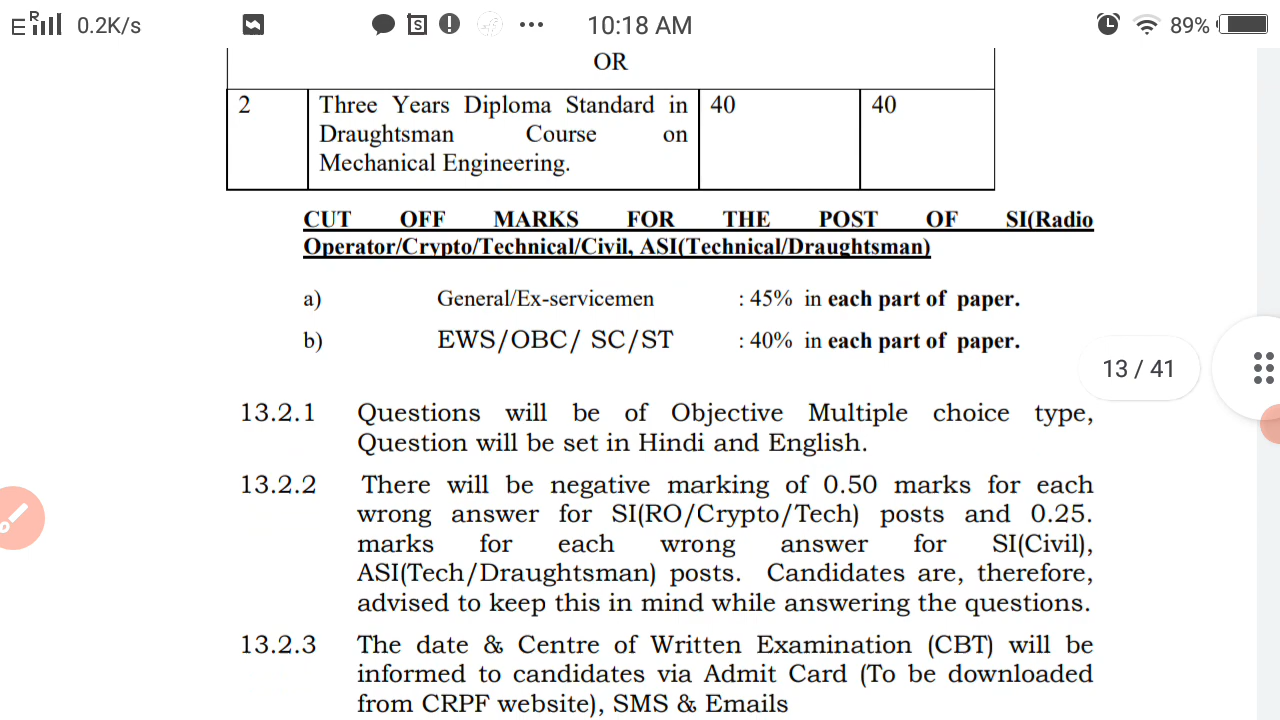 E R 0.2K/s S 10:18 AM 89%
OR
2 Three Years Diploma Standard in 40 40
Draughtsman Course on
Mechanical Engineering.
CUT OFF MARKS FOR THE POST OF SI(Radio
Operator/Crypto/Technical/Civil, ASI(Technical/Draughtsman)
a) General/Ex-servicemen : 45% in each part of paper.
b) EWS/OBC/ SC/ST : 40% in each part of paper.
13 / 41
13.2.1 Questions will be of Objective Multiple choice type,
Question will be set in Hindi and English.
13.2.2 There will be negative marking of 0.50 marks for each
wrong answer for SI(RO/Crypto/Tech) posts and 0.25.
marks for each wrong answer for SI(Civil),
ASI(Tech/Draughtsman) posts. Candidates are, therefore,
advised to keep this in mind while answering the questions.
13.2.3 The date & Centre of Written Examination (CBT) will be
informed to candidates via Admit Card (To be downloaded
from CRPF website), SMS & Emails